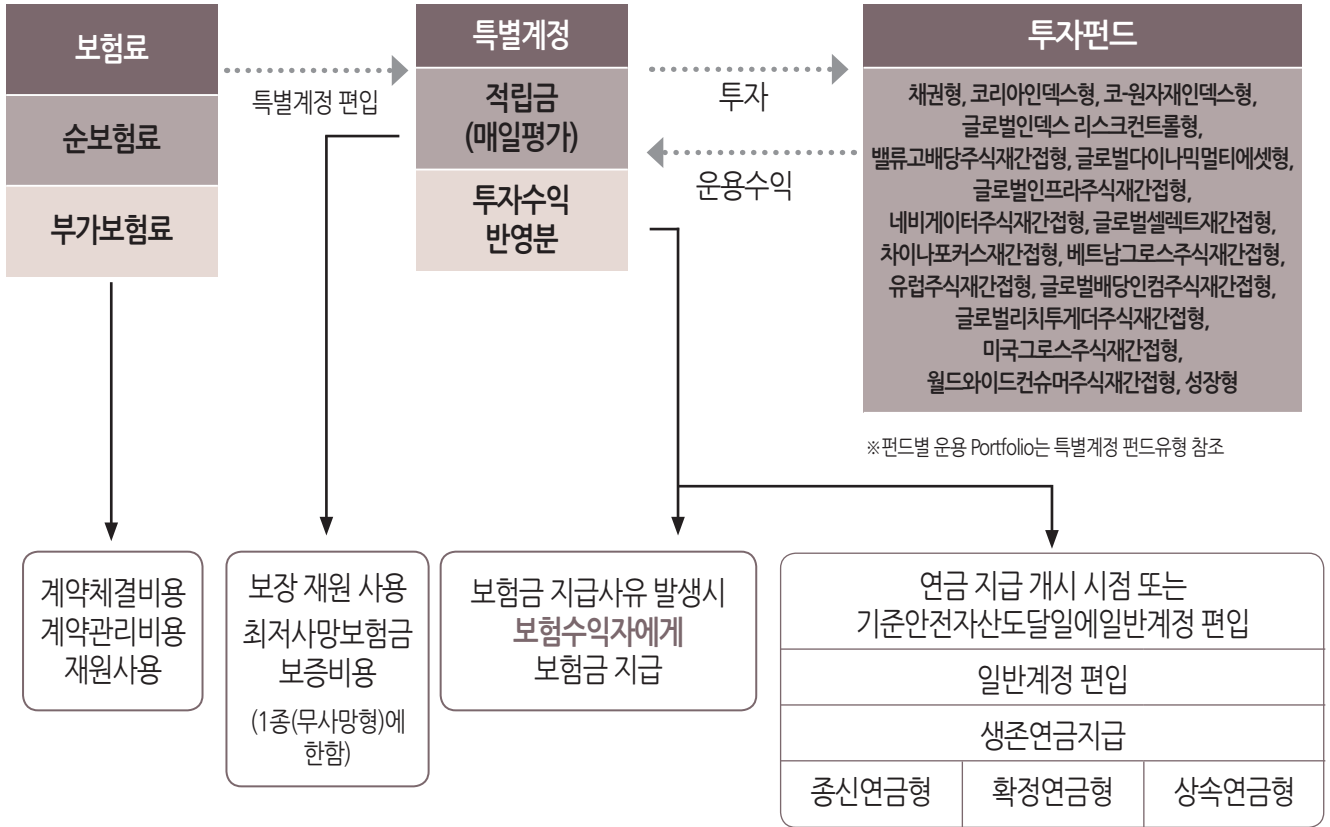 보험료
순보험료
부가보험료
특별계정 편입
특별계정
적립금
(매일평가)
투자수익
반영분
투자
운용수익
투자펀드
채권형, 코리아인덱스형, 코-원자재인덱스형,
글로벌인덱스 리스크컨트롤형,
밸류고배당주식재간접형, 글로벌다이나믹멀티에셋형,
글로벌인프라주식재간접형,
네비게이터주식재간접형, 글로벌셀렉트재간접형,
차이나포커스재간접형, 베트남그로스주식재간접형,
유럽주식재간접형, 글로벌배당인컴주식재간접형,
글로벌리치투게더주식재간접형,
미국그로스주식재간접형,
월드와이드컨슈머주식재간접형, 성장형
※펀드별 운용 Portfolio는 특별계정 펀드유형 참조
계약체결비용
계약관리비용
재원사용
보장 재원 사용
최저사망보험금
보증비용
(1종(무사망형)에
한함)
보험금 지급사유 발생시
보험수익자에게
보험금 지급
연금 지급 개시 시점 또는
기준안전자산도달일에일반계정 편입
일반계정 편입
생존연금지급
종신연금형
확정연금형
상속연금형